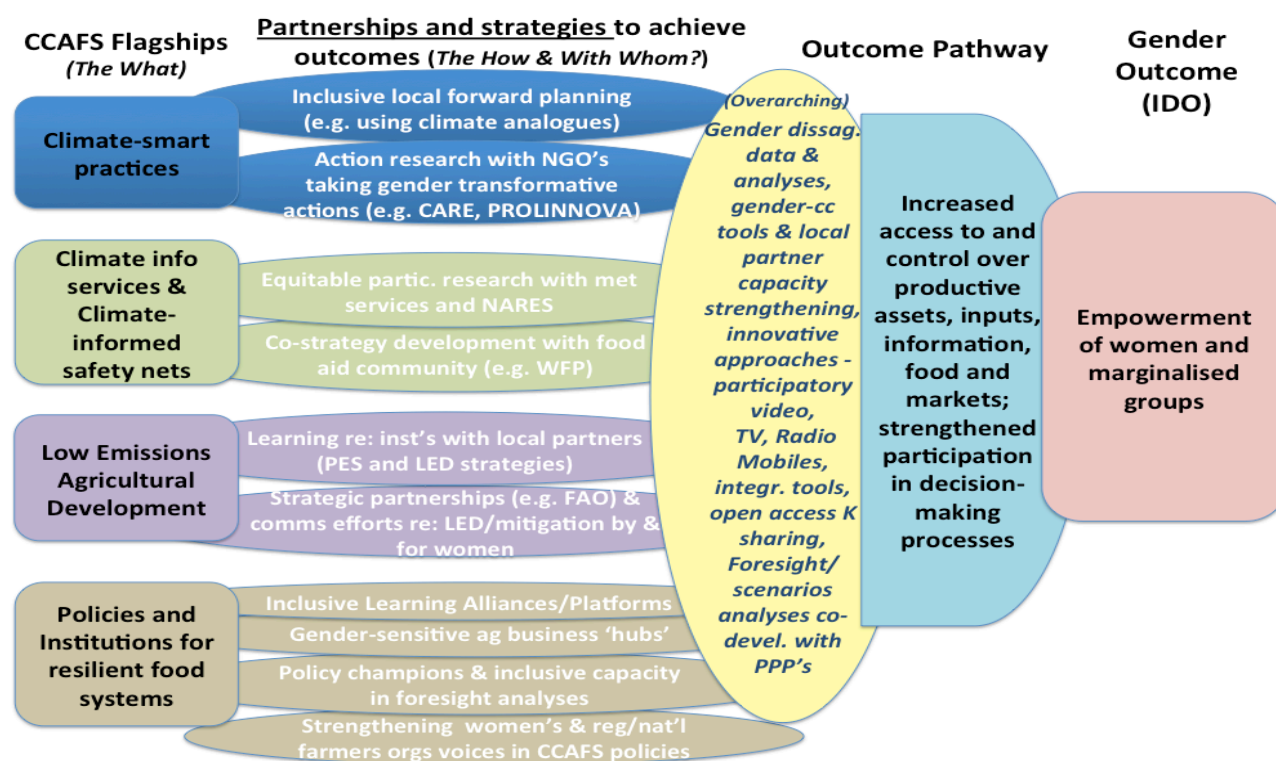 CCAFS Flagships
(The What)
Partnerships and strategies to achieve
outcomes (The How & With Whom?)
Outcome Pathway
Gender
Outcome
(IDO)
Climate-smart
practices
Inclusive local forward planning
(e.g. using climate analogues)
Action research with NGO's
taking gender transformative
actions (e.g. CARE, PROLINNOVA)
Climate info
services &
Climate-
informed
safety nets
Equitable partic. research with met
services and NARES
Co-strategy development with food
aid community (e.g. WFP)
Low Emissions
Agricultural
Development
Learning re: inst's with local partners
(PES and LED strategies)
Strategic partnerships (e.g. FAO) &
comms efforts re: LED/mitigation by &
for women
Policies and
Institutions for
resilient food
systems
Inclusive Learning Alliances/Platforms
Gender-sensitive ag business 'hubs'
Policy champions & inclusive capacity
in foresight analyses
Strengthening women's & reg/nat'l
farmers orgs voices in CCAFS policies
(Overarching)
Gender dissag.
data &
analyses,
gender-cc
tools & local
partner
capacity
strengthening,
innovative
approaches -
participatory
video,
TV, Radio
Mobiles,
integr. tools,
open access K
sharing,
Foresight/
scenarios
analyses co-
devel. with
PPP's
Increased
access to and
control over
productive
assets, inputs,
information,
food and
markets;
strengthened
participation
in decision-
making
processes
Empowerment
of women and
marginalised
groups